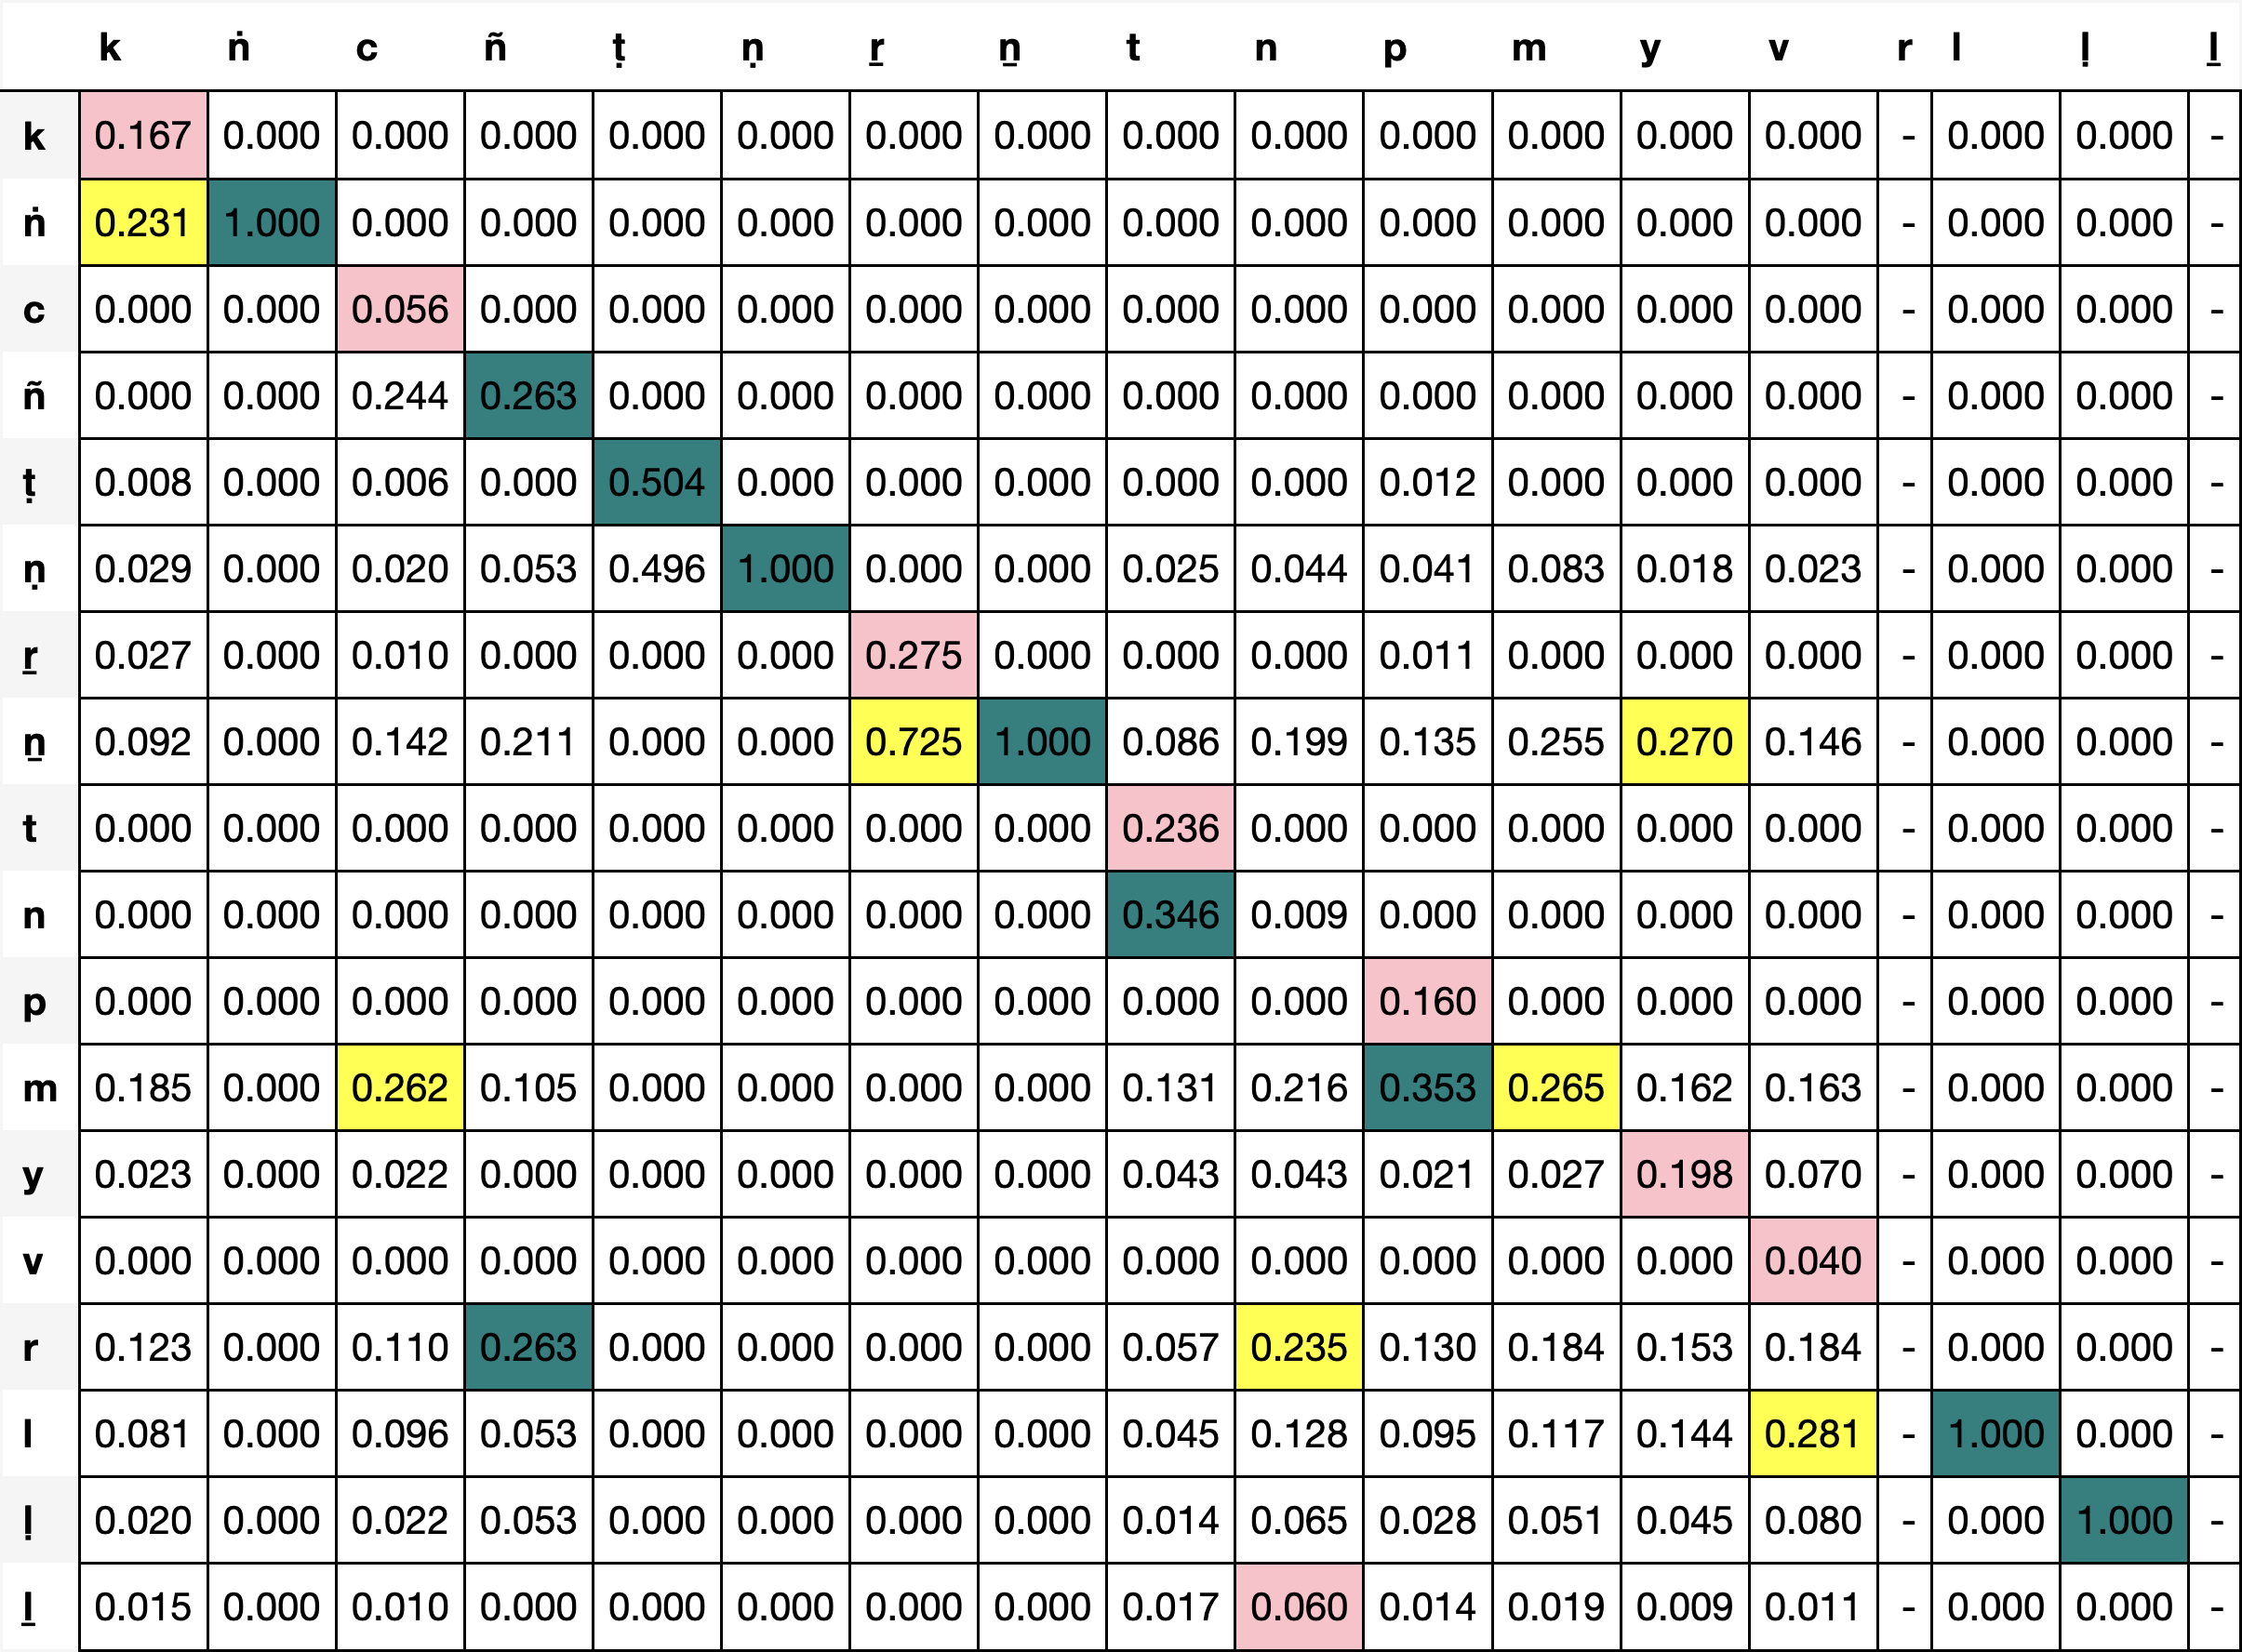 k ṅ c ñ ṭ ṇ ṟ ṉ t n p m y v r l ḷ ḻ
k 0.167 0.000 0.000 0.000 0.000 0.000 0.000 0.000 0.000 0.000 0.000 0.000 0.000 0.000 - 0.000 0.000 -
ṅ 0.231 1.000 0.000 0.000 0.000 0.000 0.000 0.000 0.000 0.000 0.000 0.000 0.000 0.000 - 0.000 0.000 -
c 0.000 0.000 0.056 0.000 0.000 0.000 0.000 0.000 0.000 0.000 0.000 0.000 0.000 0.000 - 0.000 0.000 -
ñ 0.000 0.000 0.244 0.263 0.000 0.000 0.000 0.000 0.000 0.000 0.000 0.000 0.000 0.000 - 0.000 0.000 -
ṭ 0.008 0.000 0.006 0.000 0.504 0.000 0.000 0.000 0.000 0.000 0.012 0.000 0.000 0.000 - 0.000 0.000 -
ṇ 0.029 0.000 0.020 0.053 0.496 1.000 0.000 0.000 0.025 0.044 0.041 0.083 0.018 0.023 - 0.000 0.000 -
ṟ 0.027 0.000 0.010 0.000 0.000 0.000 0.275 0.000 0.000 0.000 0.011 0.000 0.000 0.000 - 0.000 0.000 -
ṉ 0.092 0.000 0.142 0.211 0.000 0.000 0.725 1.000 0.086 0.199 0.135 0.255 0.270 0.146 - 0.000 0.000 -
t 0.000 0.000 0.000 0.000 0.000 0.000 0.000 0.000 0.236 0.000 0.000 0.000 0.000 0.000 - 0.000 0.000 -
n 0.000 0.000 0.000 0.000 0.000 0.000 0.000 0.000 0.346 0.009 0.000 0.000 0.000 0.000 - 0.000 0.000 -
p 0.000 0.000 0.000 0.000 0.000 0.000 0.000 0.000 0.000 0.000 0.160 0.000 0.000 0.000 - 0.000 0.000 -
m 0.185 0.000 0.262 0.105 0.000 0.000 0.000 0.000 0.131 0.216 0.353 0.265 0.162 0.163 - 0.000 0.000 -
y 0.023 0.000 0.022 0.000 0.000 0.000 0.000 0.000 0.043 0.043 0.021 0.027 0.198 0.070 - 0.000 0.000 -
v 0.000 0.000 0.000 0.000 0.000 0.000 0.000 0.000 0.000 0.000 0.000 0.000 0.000 0.040 - 0.000 0.000 -
r 0.123 0.000 0.110 0.263 0.000 0.000 0.000 0.000 0.057 0.235 0.130 0.184 0.153 0.184 - 0.000 0.000 -
l 0.081 0.000 0.096 0.053 0.000 0.000 0.000 0.000 0.045 0.128 0.095 0.117 0.144 0.281 - 1.000 0.000 -
ḷ 0.020 0.000 0.022 0.053 0.000 0.000 0.000 0.000 0.014 0.065 0.028 0.051 0.045 0.080 - 0.000 1.000 -
ḻ 0.015 0.000 0.010 0.000 0.000 0.000 0.000 0.000 0.017 0.060 0.014 0.019 0.009 0.011 - 0.000 0.000 -